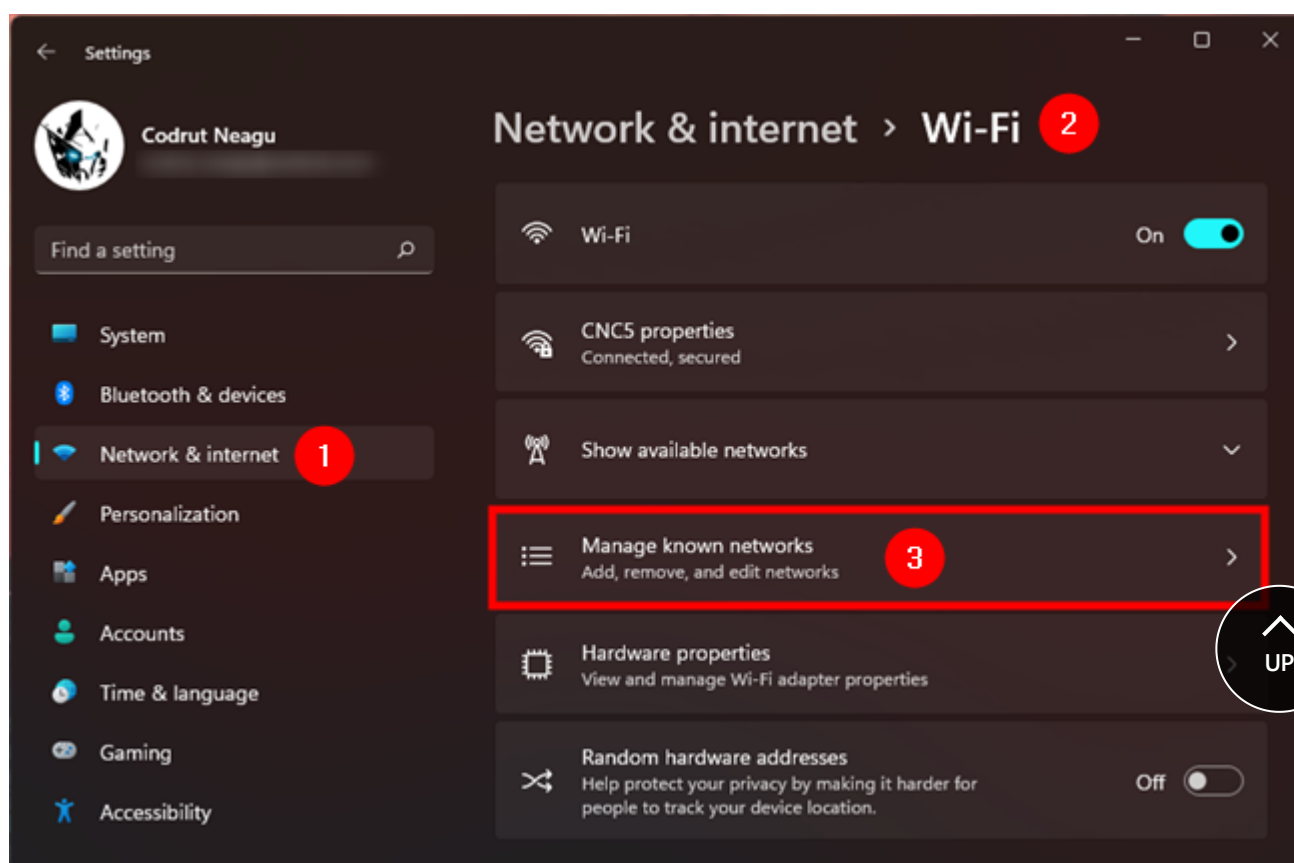 Settings
Codrut Neagu
Find a setting
System
Bluetooth & devices
Network & internet 1
Personalization
Apps
Accounts
Time & language
Gaming
Accessibility
Network & internet > Wi-Fi 2
Wi-Fi
On
CNC5 properties
Connected, secured
Show available networks
Manage known networks
Add, remove, and edit networks
3
Hardware properties
View and manage Wi-Fi adapter properties
UP
Random hardware addresses
Help protect your privacy by making it harder for
people to track your device location.
Off